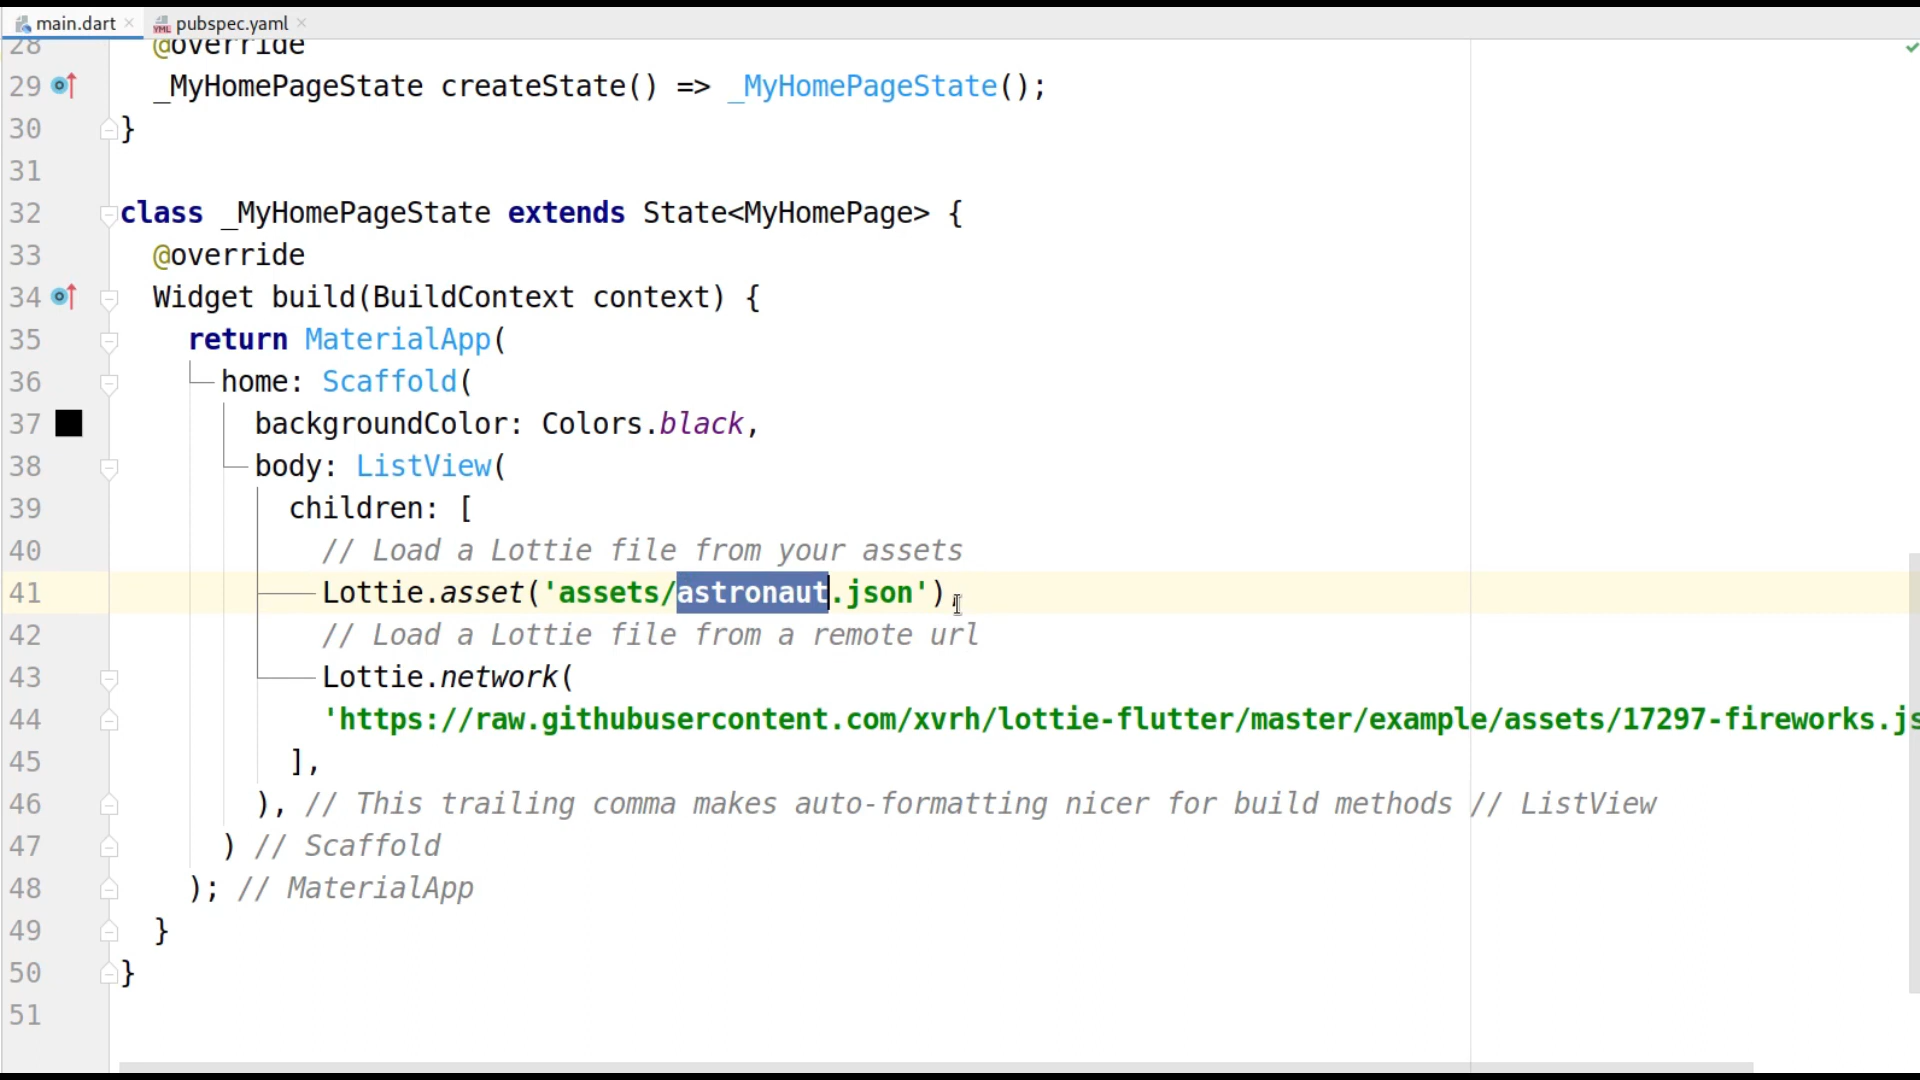 main.dart pubspec.yaml
28 @override
29 _MyHomePageState createState() => _MyHomePageState();
30 }
31
32 class _MyHomePageState extends State<MyHomePage> {
33 @override
34 Widget build(BuildContext context) {
35 return MaterialApp(
36 home: Scaffold(
37 backgroundColor: Colors.black,
38 body: ListView(
39 children: [
40 // Load a Lottie file from your assets
41 Lottie.asset('assets/astronaut.json'),
42 // Load a Lottie file from a remote url
43 Lottie.network(
44 'https://raw.githubusercontent.com/xvrh/lottie-flutter/master/example/assets/17297-fireworks.js
45 ],
46 ), // This trailing comma makes auto-formatting nicer for build methods // ListView
47 ) // Scaffold
48 ); // MaterialApp
49 }
50 }
51